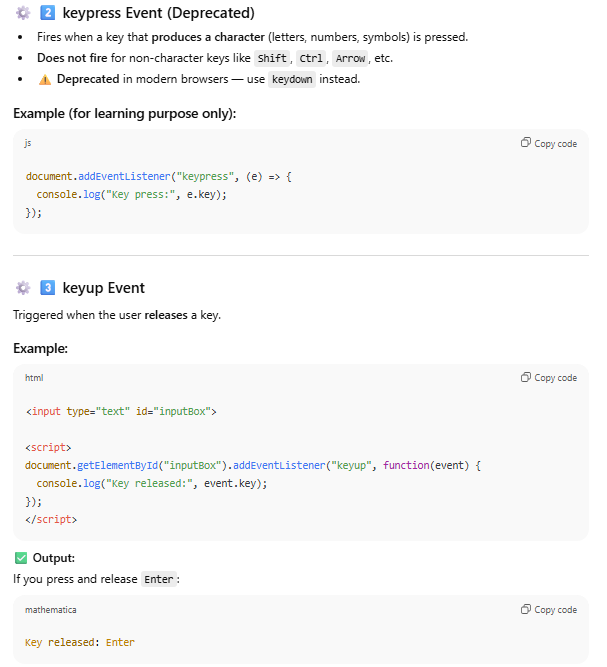 ⚙️ 2️⃣ keypress Event (Deprecated)
• Fires when a key that produces a character (letters, numbers, symbols) is pressed.
• Does not fire for non-character keys like Shift, Ctrl, Arrow, etc.
• ⚠️ Deprecated in modern browsers — use keydown instead.
Example (for learning purpose only):
js Copy code
document.addEventListener("keypress", (e) => {
  console.log("Key press:", e.key);
});
⚙️ 3️⃣ keyup Event
Triggered when the user releases a key.
Example:
html Copy code
<input type="text" id="inputBox">
<script>
document.getElementById("inputBox").addEventListener("keyup", function(event) {
  console.log("Key released:", event.key);
});
</script>
✅ Output:
If you press and release Enter:
mathematica Copy code
Key released: Enter